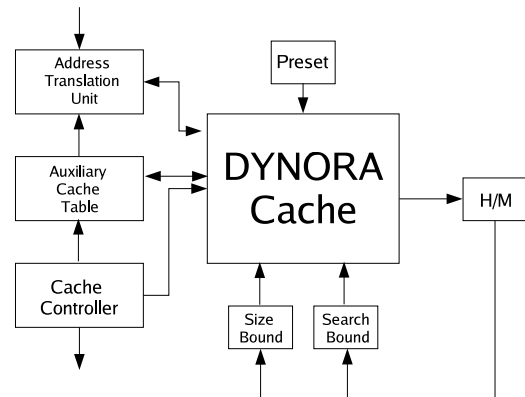 Address
Translation
Unit
Preset
DYNORA
Cache
Auxiliary
Cache
Table
H/M
Cache
Controller
Size
Bound
Search
Bound